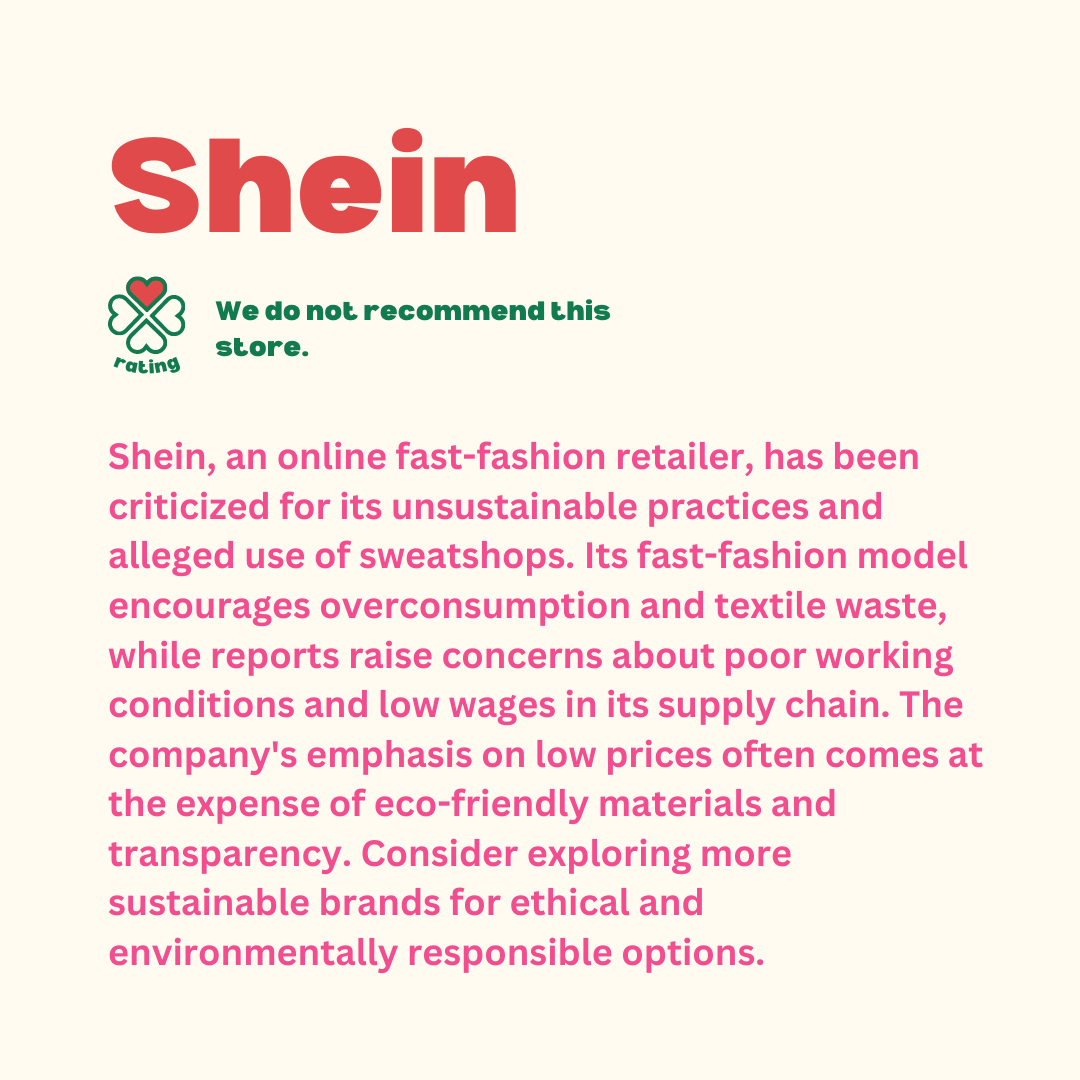 Shein
We do not recommend this
store.
rating
Shein, an online fast-fashion retailer, has been
criticized for its unsustainable practices and
alleged use of sweatshops. Its fast-fashion model
encourages overconsumption and textile waste,
while reports raise concerns about poor working
conditions and low wages in its supply chain. The
company's emphasis on low prices often comes at
the expense of eco-friendly materials and
transparency. Consider exploring more
sustainable brands for ethical and
environmentally responsible options.